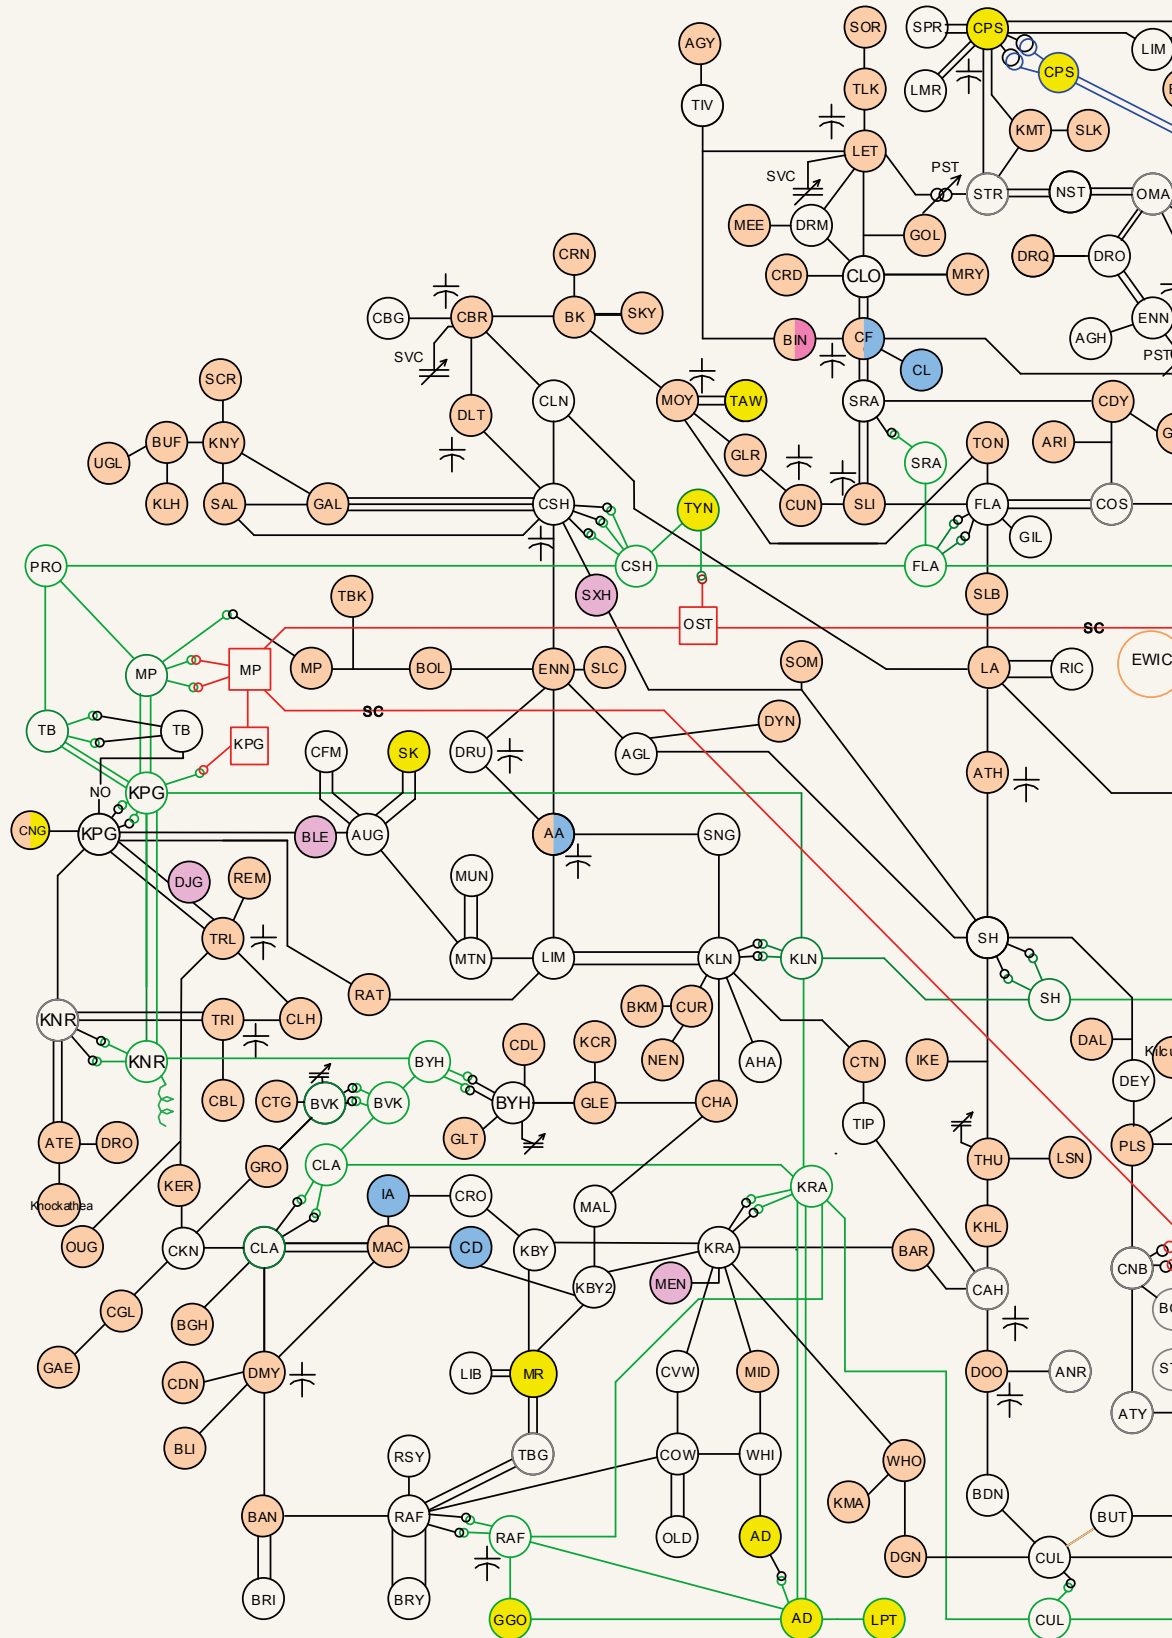 SOR
SPR
CPS
LIM
AGY
CPS
TLK
LMR
TIV
KMT
SLK
LET
PST
SVC
STR
NST
OMA
MEE
DRM
GOL
DRQ
DRO
CRN
CRD
CLO
MRY
CBG
CBR
BK
SKY
ENN
AGH
BIN
CF
PST
SVC
CL
SCR
CLN
MOY
TAW
SRA
CDY
DLT
BUF
KNY
TON
ARI
GLR
SRA
UGL
KLH
SAL
GAL
CSH
TYN
CUN
SLI
FLA
COS
GIL
PRO
CSH
FLA
TBK
SXH
SLB
OST
SC
MP
MP
MP
BOL
ENN
SLC
SOM
LA
RIC
EWIC
SC
DYN
TB
TB
KPG
CFM
SK
DRU
AGL
ATH
NO
KPG
CNG
KPG
BLE
AUG
AA
SNG
DJG
REM
MUN
TRL
SH
MTN
LIM
KLN
KLN
RAT
SH
KNR
TRI
CLH
BKM
CUR
DAL
KNR
CDL
KCR
NEN
AHA
CTN
IKE
Kilcu
BYH
DEY
CBL
CTG
BVK
BVK
BYH
GLE
CHA
TIP
ATE
DRO
GLT
PLS
GRO
CLA
THU
LSN
KER
IA
CRO
KRA
Knockathea
MAL
KHL
OUG
CKN
CLA
MAC
CD
KBY
KRA
BAR
CNB
KBY2
MEN
CAH
CGL
BGH
GAE
CDN
DMY
LIB
MR
CVW
MID
DOO
ANR
ATY
BLI
RSY
TBG
COW
WHI
WHO
KMA
BDN
BAN
RAF
RAF
OLD
AD
BUT
DGN
CUL
BRI
BRY
GGO
AD
LPT
CUL